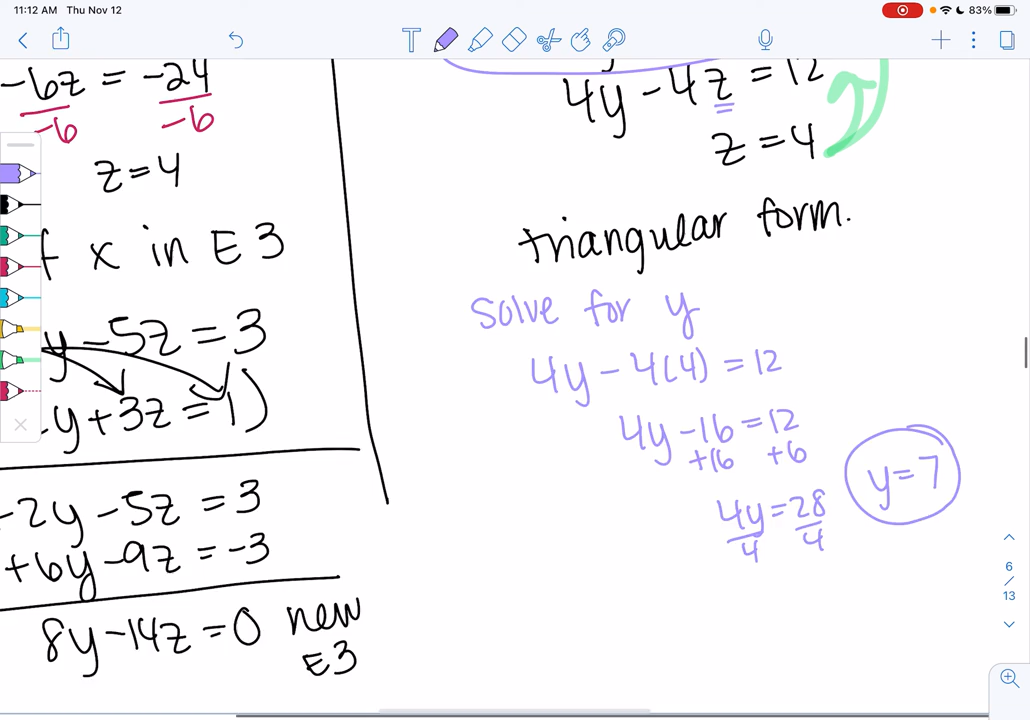 11:12 AM Thu Nov 12
83%
T
-6z = -24
-6 -6
z = 4
x in E3
y - 5z = 3
y + 3z = 1)
-2y - 5z = 3
+6y - 9z = -3
8y - 14z = 0 new
E3
4y - 4z = 12
z = 4
triangular form.
Solve for y
4y - 4(4) = 12
4y - 16 = 12
+16 +6
4y = 28
4 4
y = 7
6
/
13